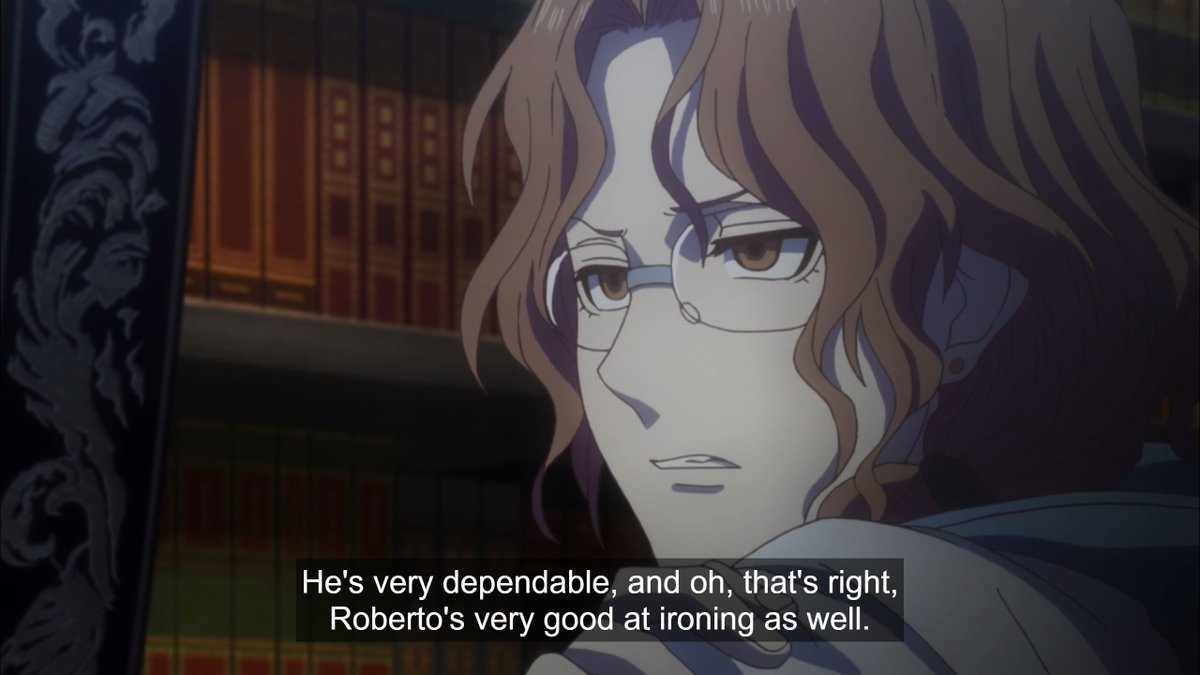 He's very dependable, and oh, that's right,
Roberto's very good at ironing as well.